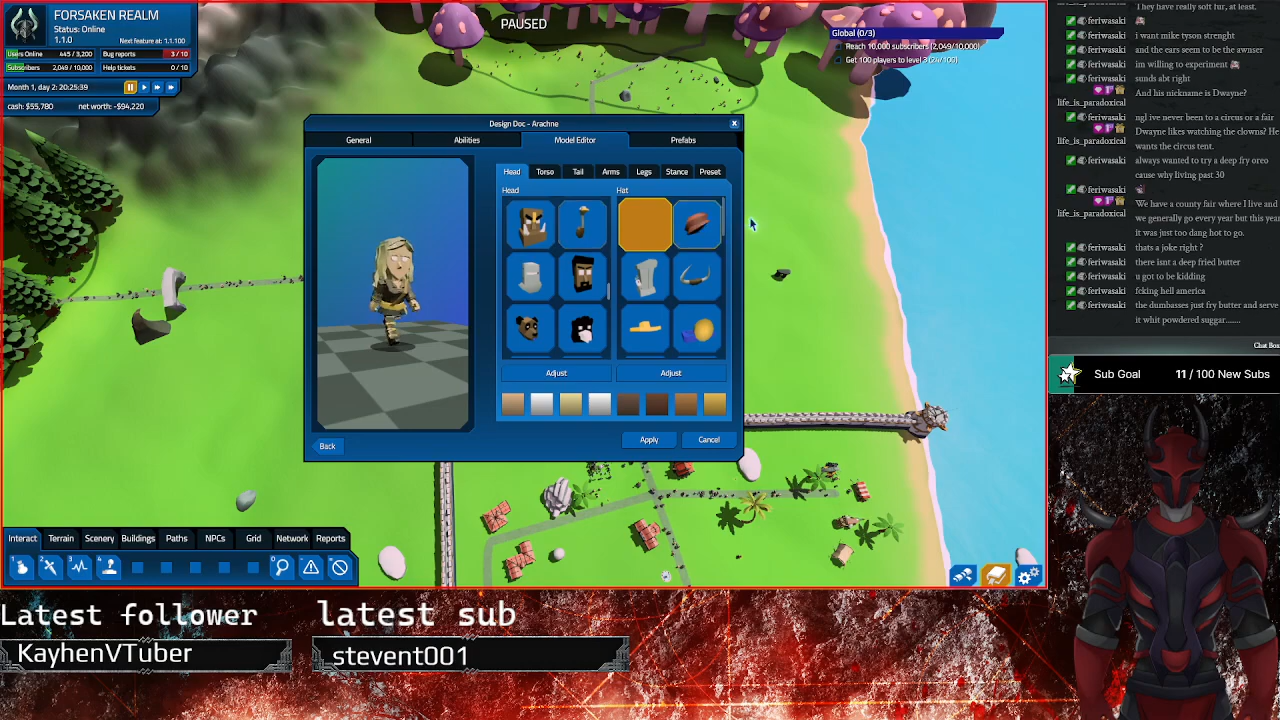 FORSAKEN REALM
Status: Online
1.1.0
Next feature at: 1.1.100
Users Online 445 / 3,200
Bug reports 3 / 10
Subscribers 2,049 / 10,000
Help tickets 0 / 10
Month 1, day 2: 20:25:39
cash: $55,780
net worth: -$94,220
PAUSED
Global (0/3)
Reach 10,000 subscribers (2,049/10,000)
Get 100 players to level 3 (24/100)
Design Doc - Arachne
X
General
Abilities
Model Editor
Prefabs
Head
Torso
Tail
Arms
Legs
Stance
Preset
Head
Hat
Adjust
Adjust
Back
Apply
Cancel
Interact
Terrain
Scenery
Buildings
Paths
NPCs
Grid
Network
Reports
1
2
3
4
0
They have really soft fur, at least.
feriwasaki
feriwasaki i want mike tyson strenght
feriwasaki and the ears seem to be the awnser
feriwasaki im willing to experiment
feriwasaki sunds abt right
And his nickname is Dwayne?
life_is_paradoxical
feriwasaki ngl ive never been to a circus or a fair
Dwayne likes watching the clowns? He
life_is_paradoxical
wants the circus tent.
feriwasaki always wanted to try a deep fry oreo
cause why living past 30
feriwasaki
We have a county fair where I live and
life_is_paradoxical
we generally go every year but this year
it was just too dang hot to go.
feriwasaki thats a joke right ?
feriwasaki there isnt a deep fried butter
feriwasaki u got to be kidding
feriwasaki fcking hell america
feriwasaki the dumbasses just fry butter and serve
it whit powdered suggar.......
Chat Box
Sub Goal
11 / 100 New Subs
Latest follower
KayhenVTuber
latest sub
stevent001